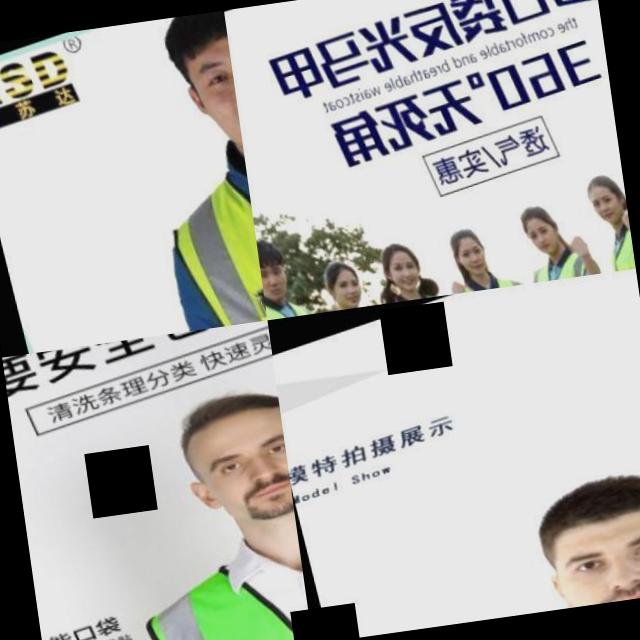 SD®
苏达
口袋反光马甲
the comfortable and breathable waistcoat
360°无死角
透气/实惠
要安全
清洗条理分类 快速灵
能口袋
模特拍摄展示
Model Show